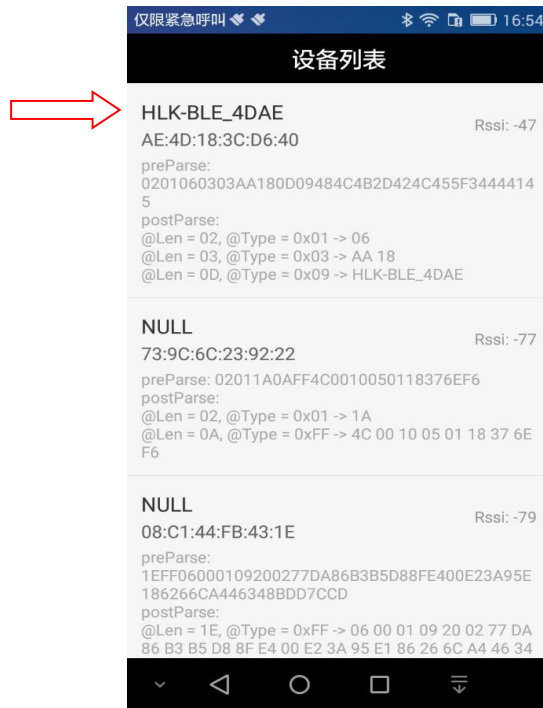 仅限紧急呼叫 16:54
设备列表
HLK-BLE_4DAE
Rssi: -47
AE:4D:18:3C:D6:40
preParse:
0201060303AA180D09484C4B2D424C455F3444414
5
postParse:
@Len = 02, @Type = 0x01 -> 06
@Len = 03, @Type = 0x03 -> AA 18
@Len = 0D, @Type = 0x09 -> HLK-BLE_4DAE
NULL
Rssi: -77
73:9C:6C:23:92:22
preParse: 02011A0AFF4C0010050118376EF6
postParse:
@Len = 02, @Type = 0x01 -> 1A
@Len = 0A, @Type = 0xFF -> 4C 00 10 05 01 18 37 6E
F6
NULL
Rssi: -79
08:C1:44:FB:43:1E
preParse:
1EFF06000109200277DA86B3B5D88FE400E23A95E
186266CA446348BDD7CCD
postParse:
@Len = 1E, @Type = 0xFF -> 06 00 01 09 20 02 77 DA
86 B3 B5 D8 8F E4 00 E2 3A 95 E1 86 26 6C A4 46 34